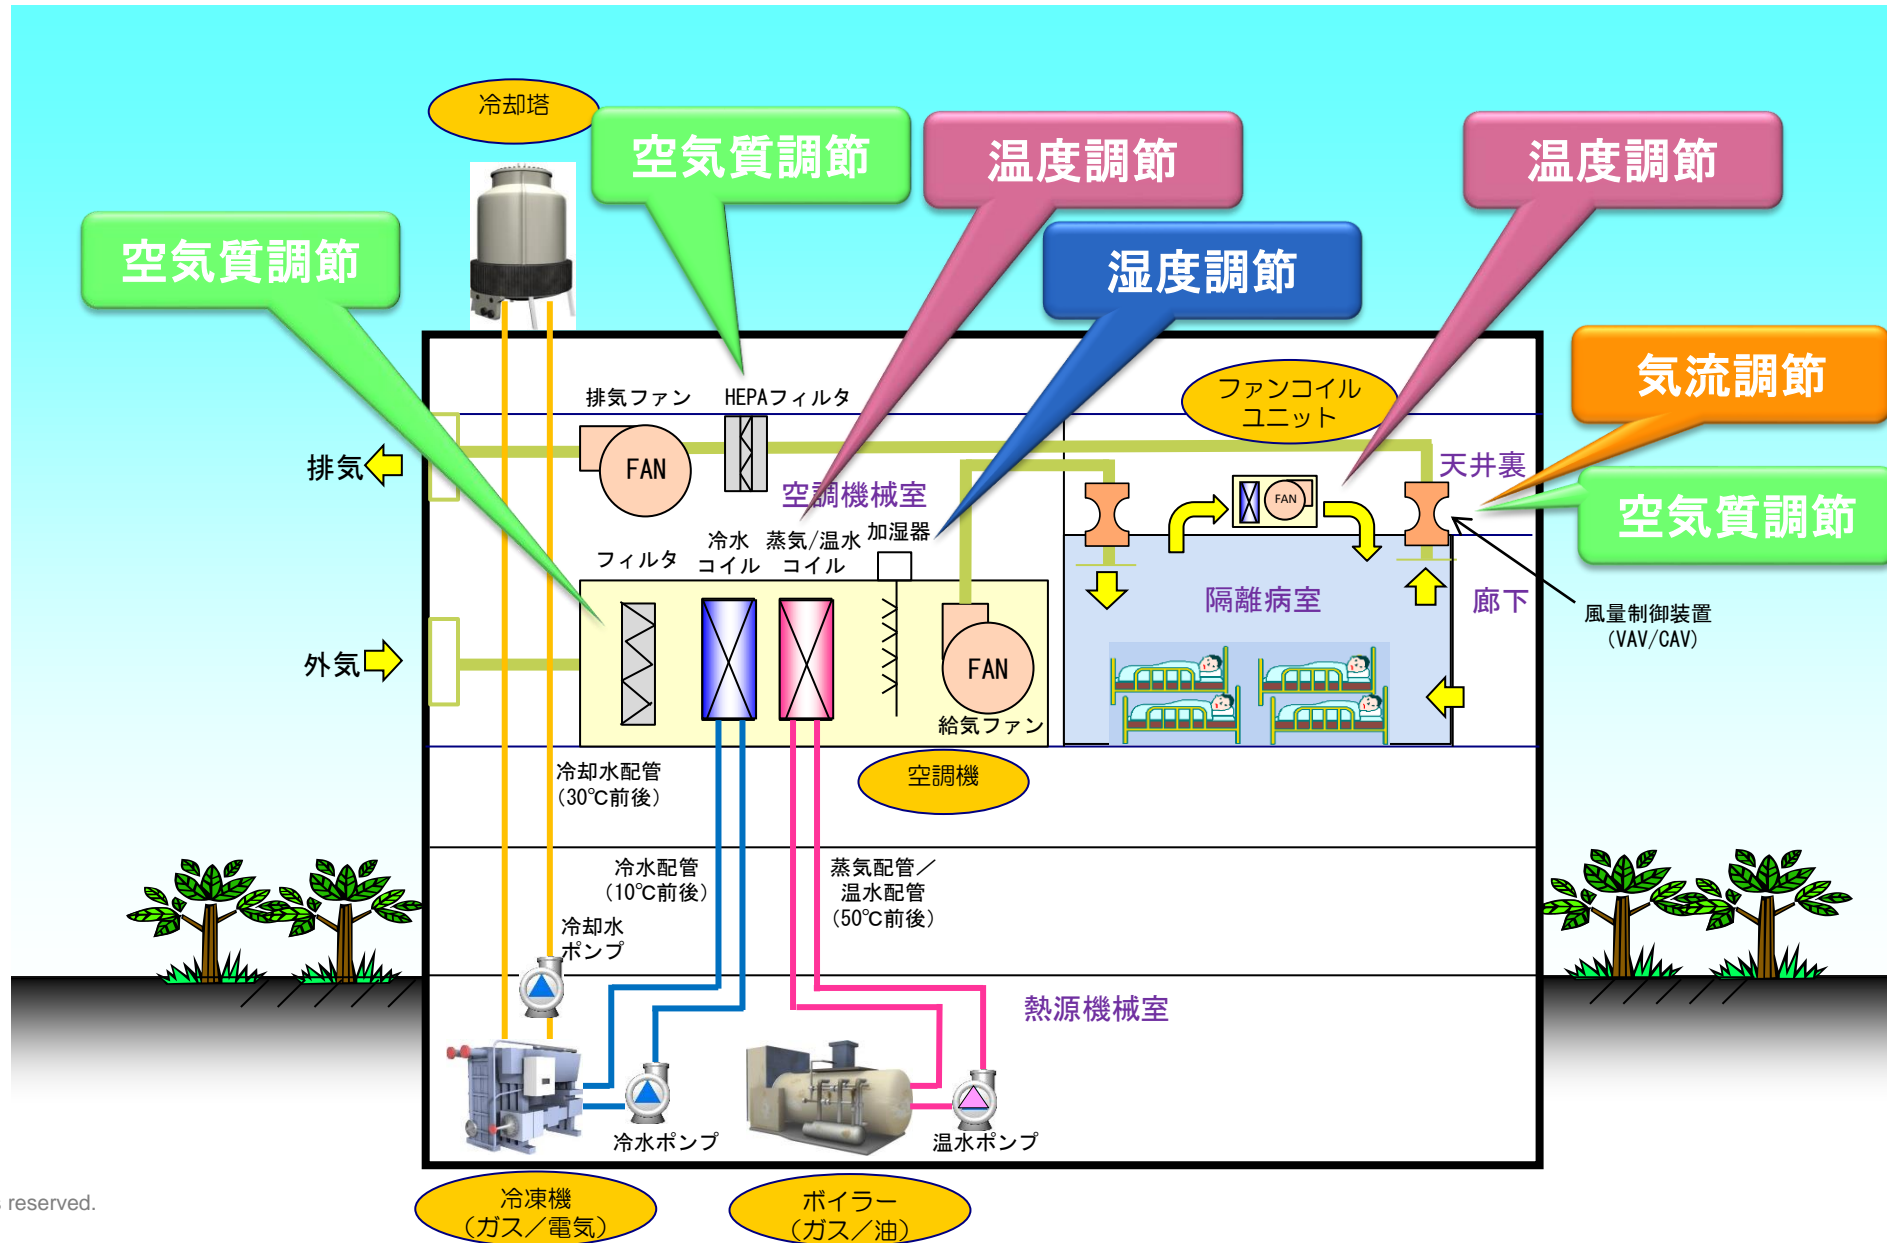 冷却塔
空気質調節
温度調節
温度調節
空気質調節
湿度調節
気流調節
空気質調節
排気ファン
HEPAフィルタ
ファンコイル
ユニット
天井裏
排気
FAN
空調機械室
FAN
フィルタ
冷水
コイル
蒸気/温水
コイル
加湿器
隔離病室
廊下
風量制御装置
(VAV/CAV)
外気
FAN
給気ファン
空調機
冷却水配管
(30℃前後)
冷水配管
(10℃前後)
蒸気配管／
温水配管
(50℃前後)
冷却水
ポンプ
熱源機械室
冷水ポンプ
温水ポンプ
冷凍機
(ガス／電気)
ボイラー
(ガス／油)
reserved.